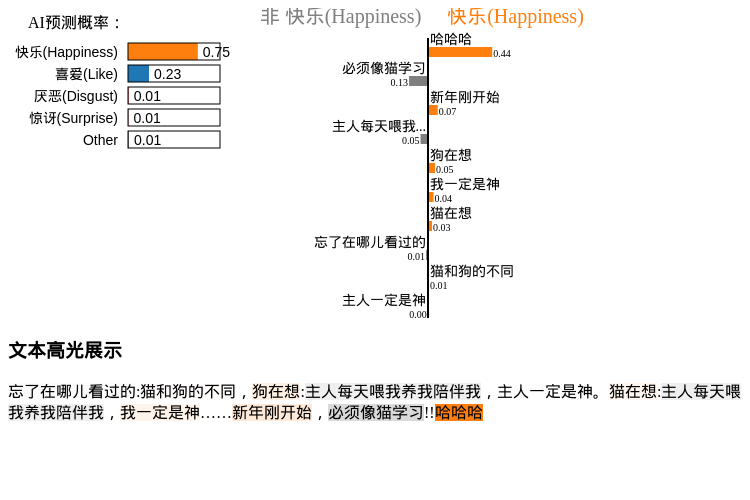 AI预测概率：
快乐(Happiness) 0.75
喜爱(Like) 0.23
厌恶(Disgust) 0.01
惊讶(Surprise) 0.01
Other 0.01
非 快乐(Happiness) 快乐(Happiness)
哈哈哈
0.44
必须像猫学习
0.13
新年刚开始
0.07
主人每天喂我...
0.05
狗在想
0.05
我一定是神
0.04
猫在想
0.03
忘了在哪儿看过的
0.01
猫和狗的不同
0.01
主人一定是神
0.00
文本高光展示
忘了在哪儿看过的:猫和狗的不同，狗在想:主人每天喂我养我陪伴我，主人一定是神。猫在想:主人每天喂
我养我陪伴我，我一定是神……新年刚开始，必须像猫学习!!哈哈哈